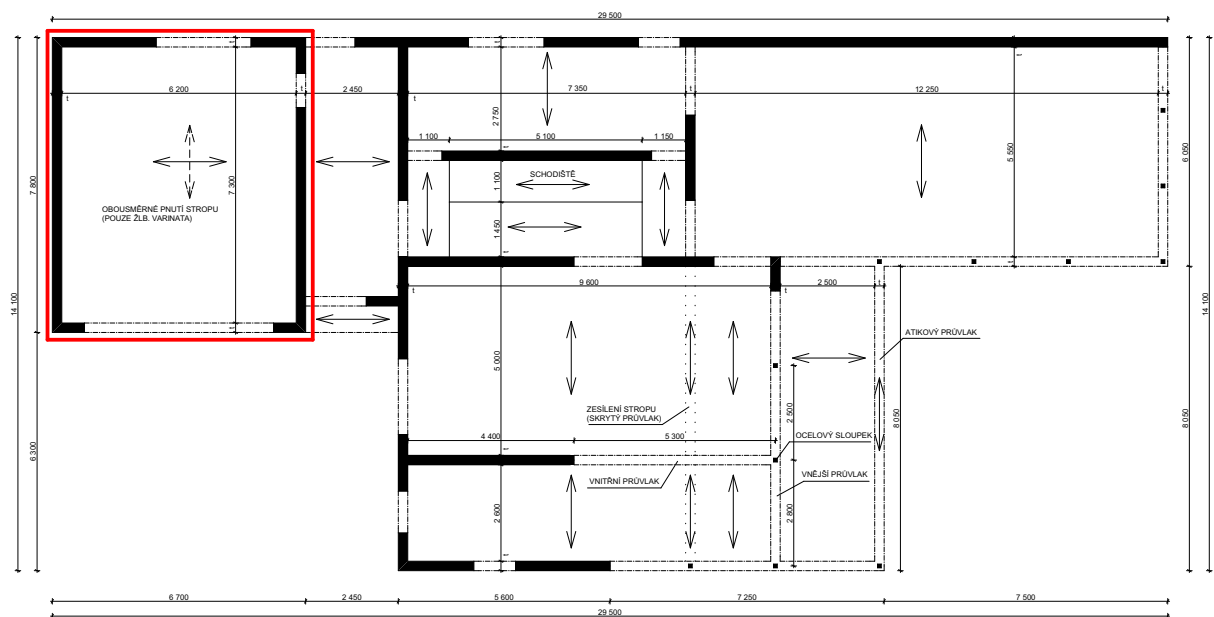 29 500
6 200
t
t
2 450
7 350
t
12 250
t
2 750
1 100
5 100
1 150
5 550
6 050
7 800
7 300
SCHODIŠTĚ
1 100
OBOUSMĚRNÉ PNUTÍ STROPU
(POUZE ŽLB. VARINATA)
1 450
14 100
t
9 600
t
2 500
t
14 100
ATIKOVÝ PRŮVLAK
5 000
ZESÍLENÍ STROPU
(SKRYTÝ PRŮVLAK)
2 500
8 050
8 050
4 400
5 300
OCELOVÝ SLOUPEK
6 300
VNITŘNÍ PRŮVLAK
VNĚJŠÍ PRŮVLAK
2 600
2 800
6 700
2 450
5 600
7 250
7 500
29 500